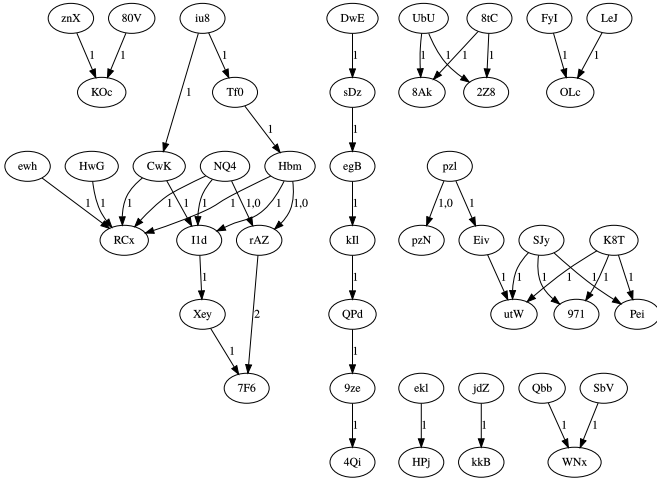 znX 80V iu8 DwE UbU 8tC FyI LeJ
1 1 1 1 1 1 1 1 1 1
KOc Tf0 sDz 8Ak 2Z8 OLc
1 1
ewh HwG CwK NQ4 Hbm egB pzl
1 1 1 1 1 1 1,0 1 1 1,0 1 1,0 1
RCx I1d rAZ kIl pzN Eiv SJy K8T
1 2 1 1 1 1 1 1 1 1
Xey QPd utW 971 Pei
1 1
7F6 9ze ekl jdZ Qbb SbV
1 1 1 1 1
4Qi HPj kkB WNx